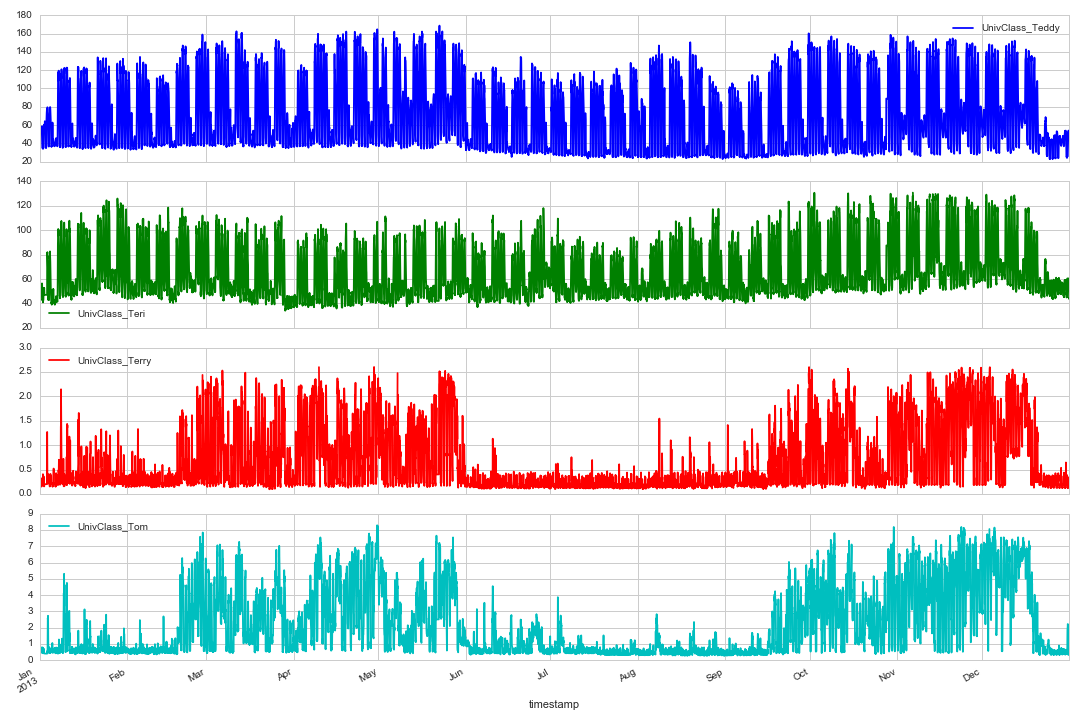 180
160
140
120
100
80
60
40
20
UnivClass_Teddy
140
120
100
80
60
40
20
UnivClass_Teri
3.0
2.5
2.0
1.5
1.0
0.5
0.0
UnivClass_Terry
9
8
7
6
5
4
3
2
1
0
UnivClass_Tom
Jan
2013
Feb
Mar
Apr
May
Jun
Jul
Aug
Sep
Oct
Nov
Dec
timestamp